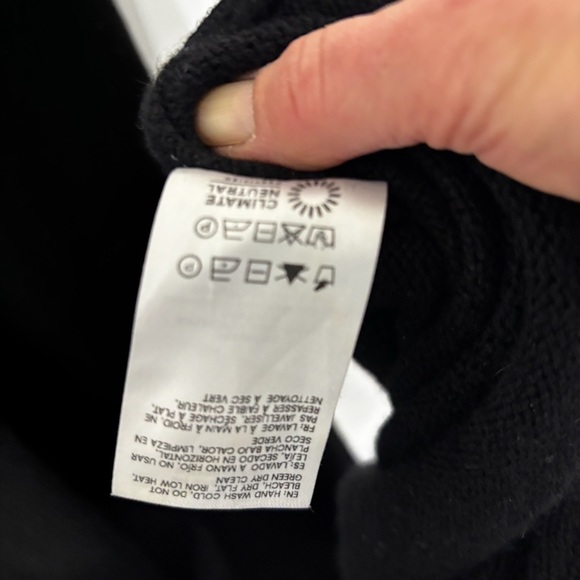 EN: HAND WASH COLD, DO NOT
BLEACH, DRY FLAT, IRON LOW HEAT,
GREEN DRY CLEAN
ES: LAVADO A MANO FRÍO, NO USAR
LEJÍA, SECADO EN HORIZONTAL,
PLANCHA BAJO CALOR, LIMPIEZA EN
SECO VERDE
FR: LAVAGE À LA MAIN À FROID, NE
PAS JAVELLISER, SÉCHAGE À PLAT,
REPASSER À FAIBLE CHALEUR,
NETTOYAGE À SEC VERT
P
P
CLIMATE
NEUTRAL